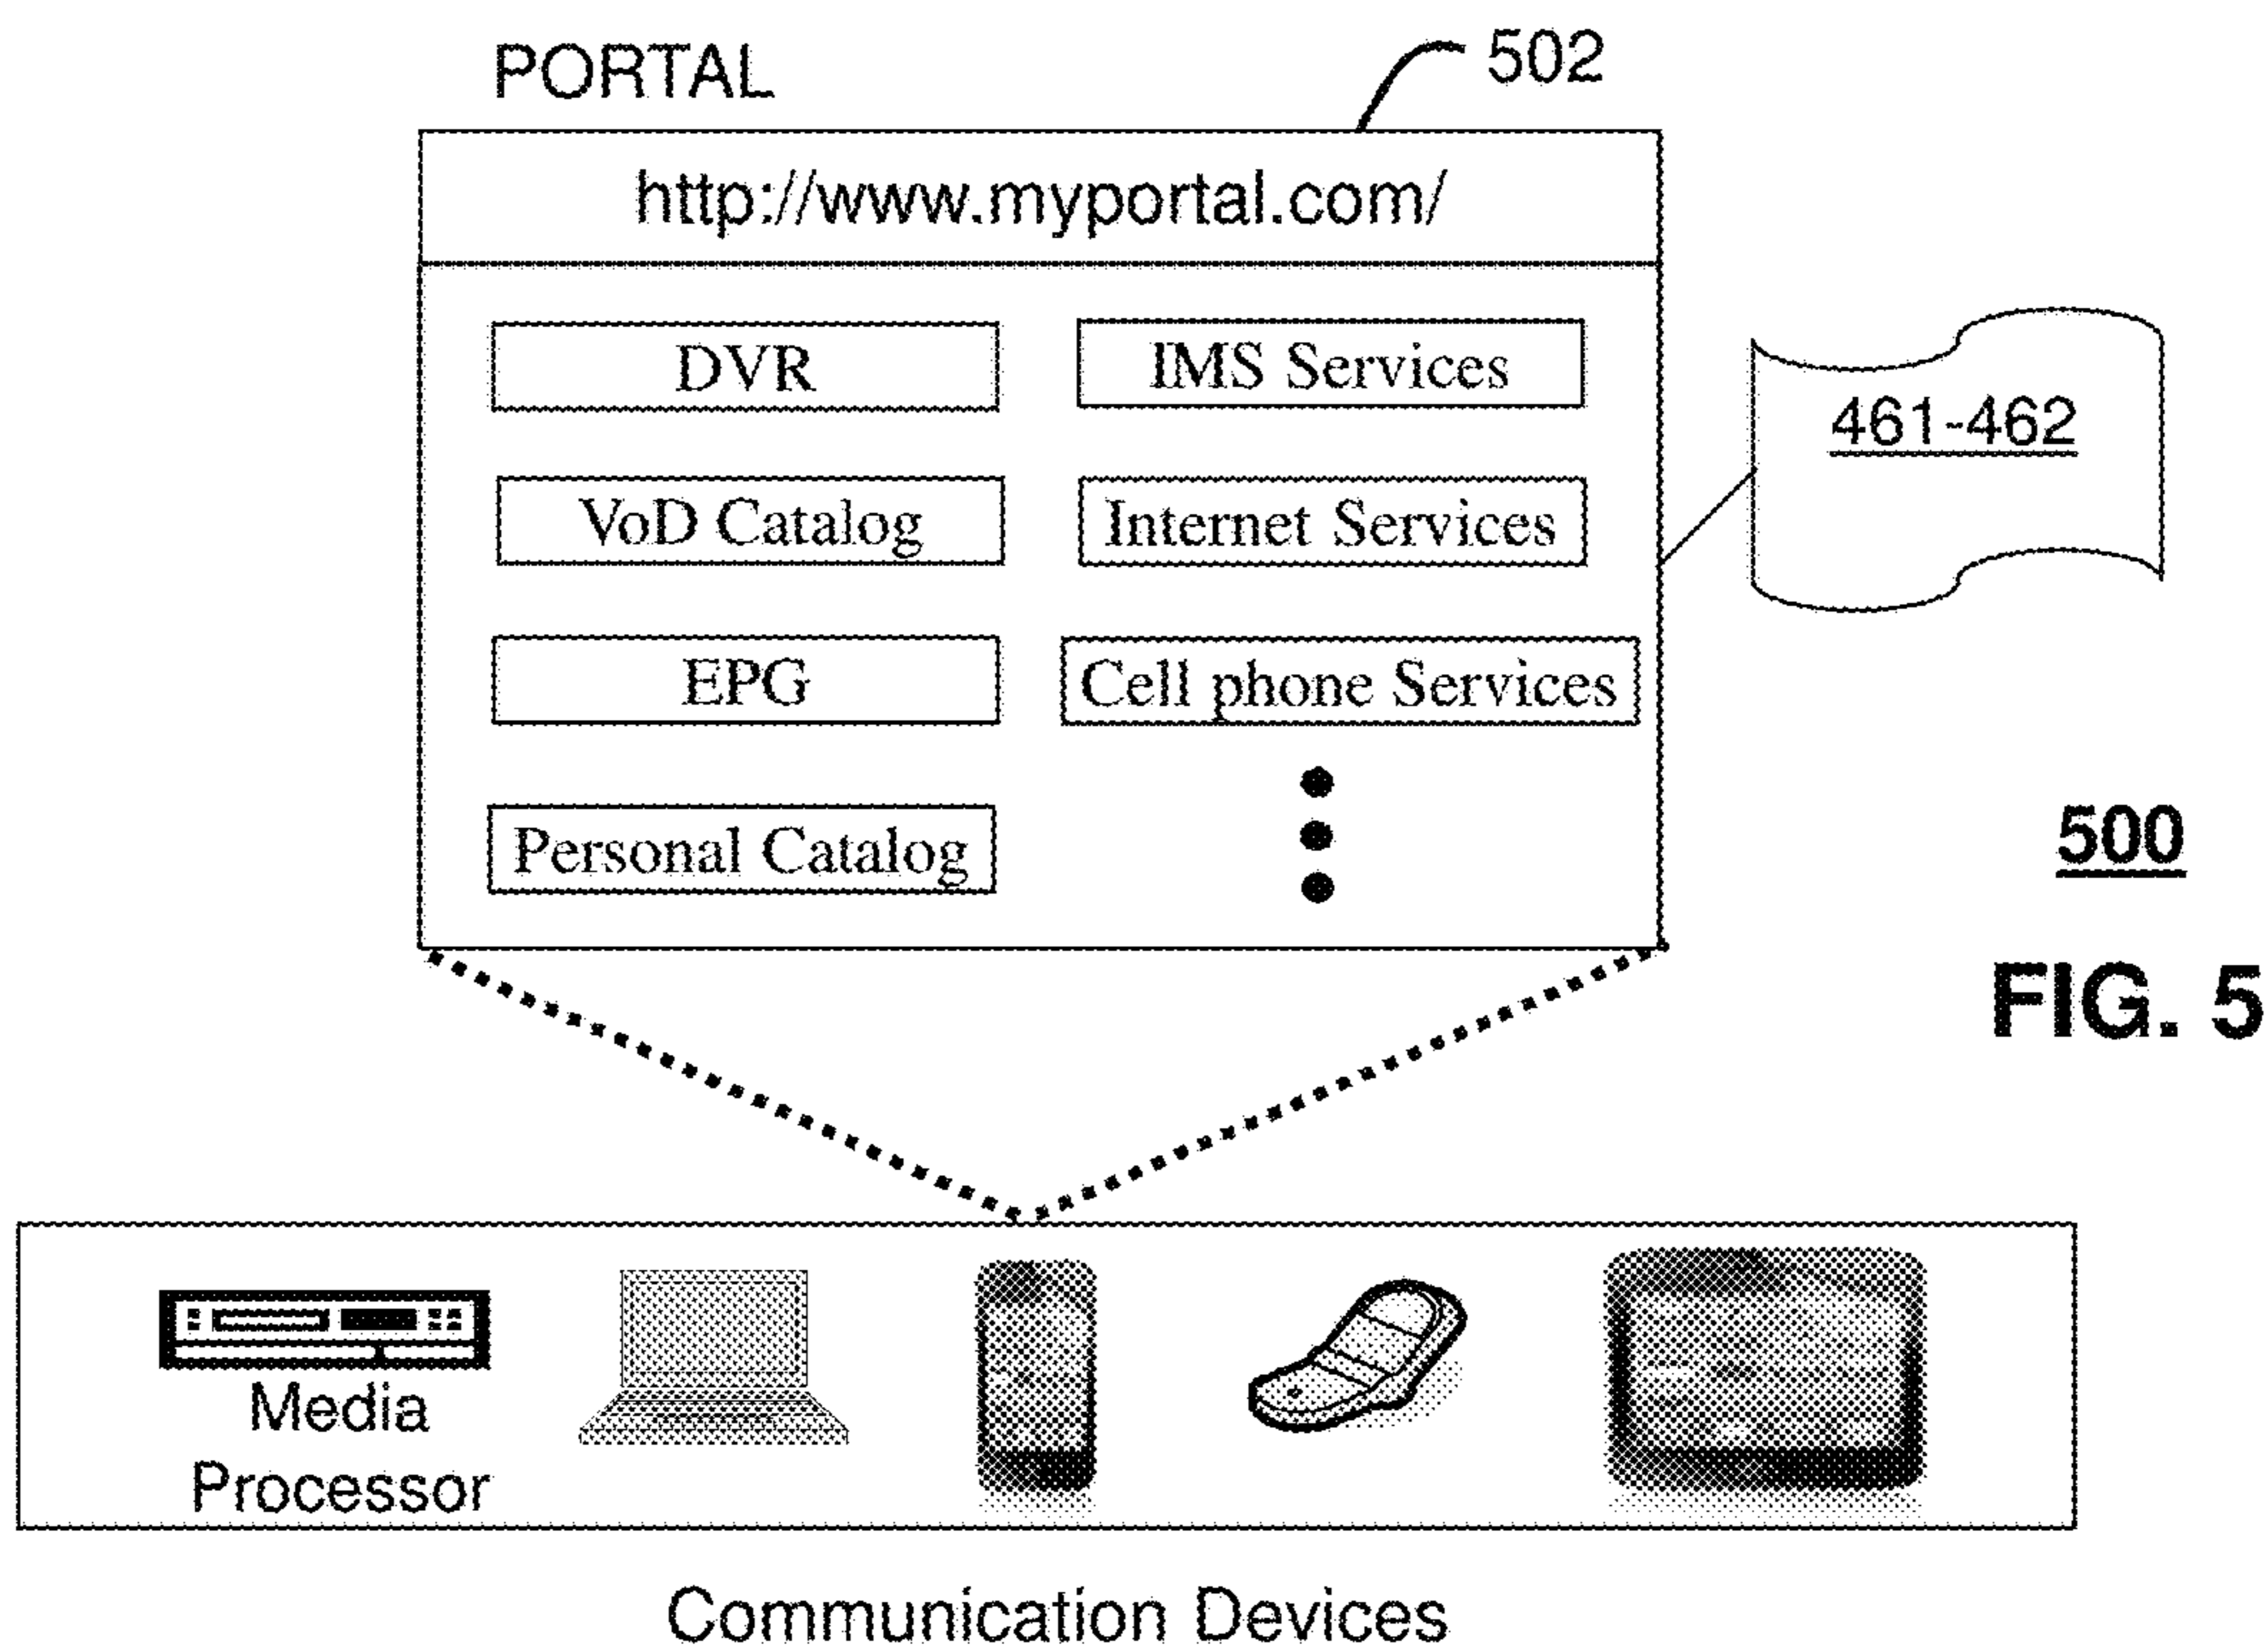 PORTAL
502
http://www.myportal.com/
DVR
IMS Services
461-462
VoD Catalog
Internet Services
EPG
Cell phone Services
Personal Catalog
500
FIG. 5
Media
Processor
Communication Devices